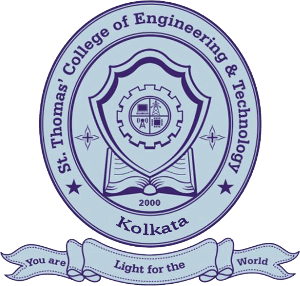 St. Thomas' College of Engineering & Technology
2000
Kolkata
You are Light for the World